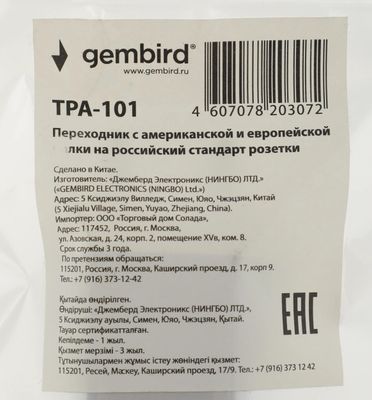 gembird®
www.gembird.ru
TPA-101
4 607078 203072
Переходник с американской и европейской
лки на российский стандарт розетки
Сделано в Китае.
Изготовитель: «Джемберд Электроникс (НИНГБО) ЛТД.»
(«GEMBIRD ELECTRONICS (NINGBO) Ltd.»)
Адрес: 5 Ксиджиэлу Вилледж, Симен, Юяо, Чжэцзян, Китай
(5 Xiejialu Village, Simen, Yuyao, Zhejiang, China).
Импортер: ООО «Торговый дом Солада»,
Адрес: 117452, Россия, г. Москва,
ул. Азовская, д. 24, корп. 2, помещение XVв, ком. 8.
Срок службы 3 года.
По претензиям обращаться:
115201, Россия, г. Москва, Каширский проезд, д. 17, корп 9.
Тел.: +7 (916) 373-12-42
Қытайда өндірілген.
Өндіруші: «Джемберд Электроникс (НИНГБО) ЛТД.»,
5 Ксиджиэлу ауылы, Симен, Юяо, Чжэцзян, Қытай.
Тауар сертификатталған.
Кепілдеме - 1 жыл.
Қызмет мерзімі - 3 жыл.
Тұтынушылармен жұмыс істеу жөніндегі қызмет:
115201, Ресей, Мәскеу, Каширский проезд, 17/9. Тел.: +7 (916) 373 12 42
EAC